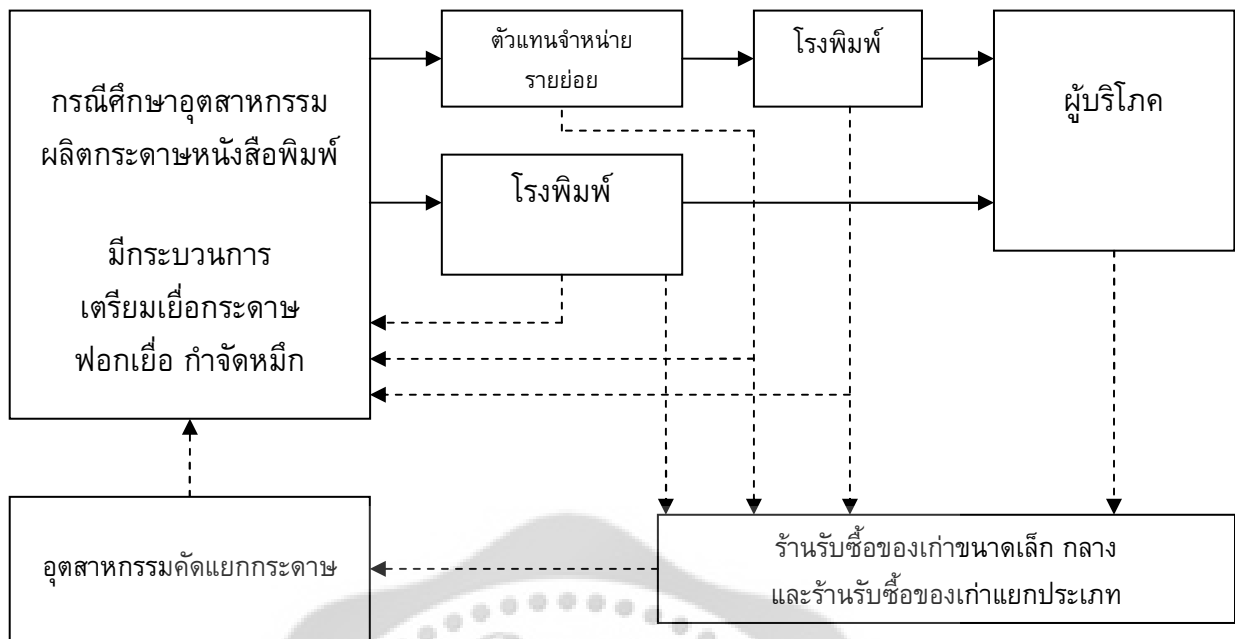 กรณีศึกษาอุตสาหกรรม
ผลิตกระดาษหนังสือพิมพ์
มีกระบวนการ
เตรียมเยื่อกระดาษ
ฟอกเยื่อ กำจัดหมึก
ตัวแทนจำหน่าย
รายย่อย
โรงพิมพ์
ผู้บริโภค
โรงพิมพ์
อุตสาหกรรมคัดแยกกระดาษ
ร้านรับซื้อของเก่าขนาดเล็ก กลาง
และร้านรับซื้อของเก่าแยกประเภท